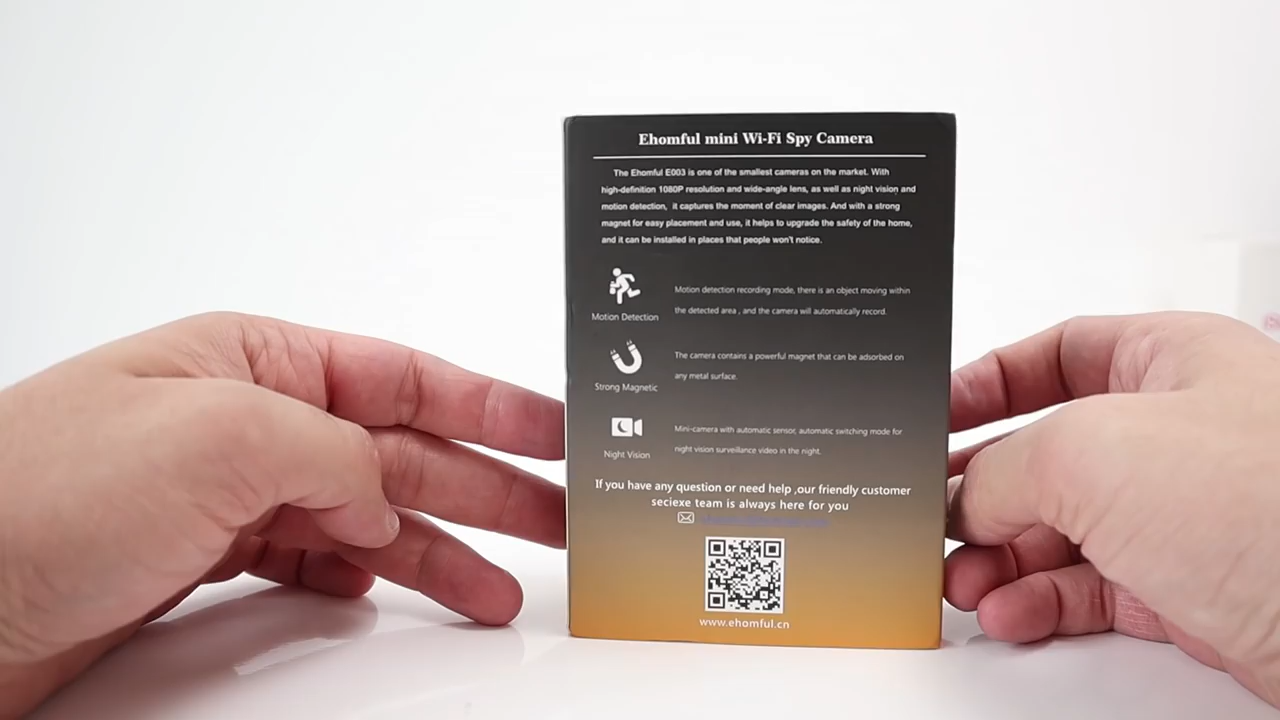 Ehomful mini Wi-Fi Spy Camera
The Ehomful E003 is one of the smallest cameras on the market. With
high-definition 1080P resolution and wide-angle lens, as well as night vision and
motion detection, it captures the moment of clear images. And with a strong
magnet for easy placement and use, it helps to upgrade the safety of the home,
and it can be installed in places that people won't notice.
Motion detection recording mode, there is an object moving within
the detected area , and the camera will automatically record.
Motion Detection
The camera contains a powerful magnet that can be adsorbed on
any metal surface.
Strong Magnetic
Mini-camera with automatic sensor, automatic switching mode for
night vision surveillance video in the night.
Night Vision
If you have any question or need help ,our friendly customer
seciexe team is always here for you
www.ehomful.cn